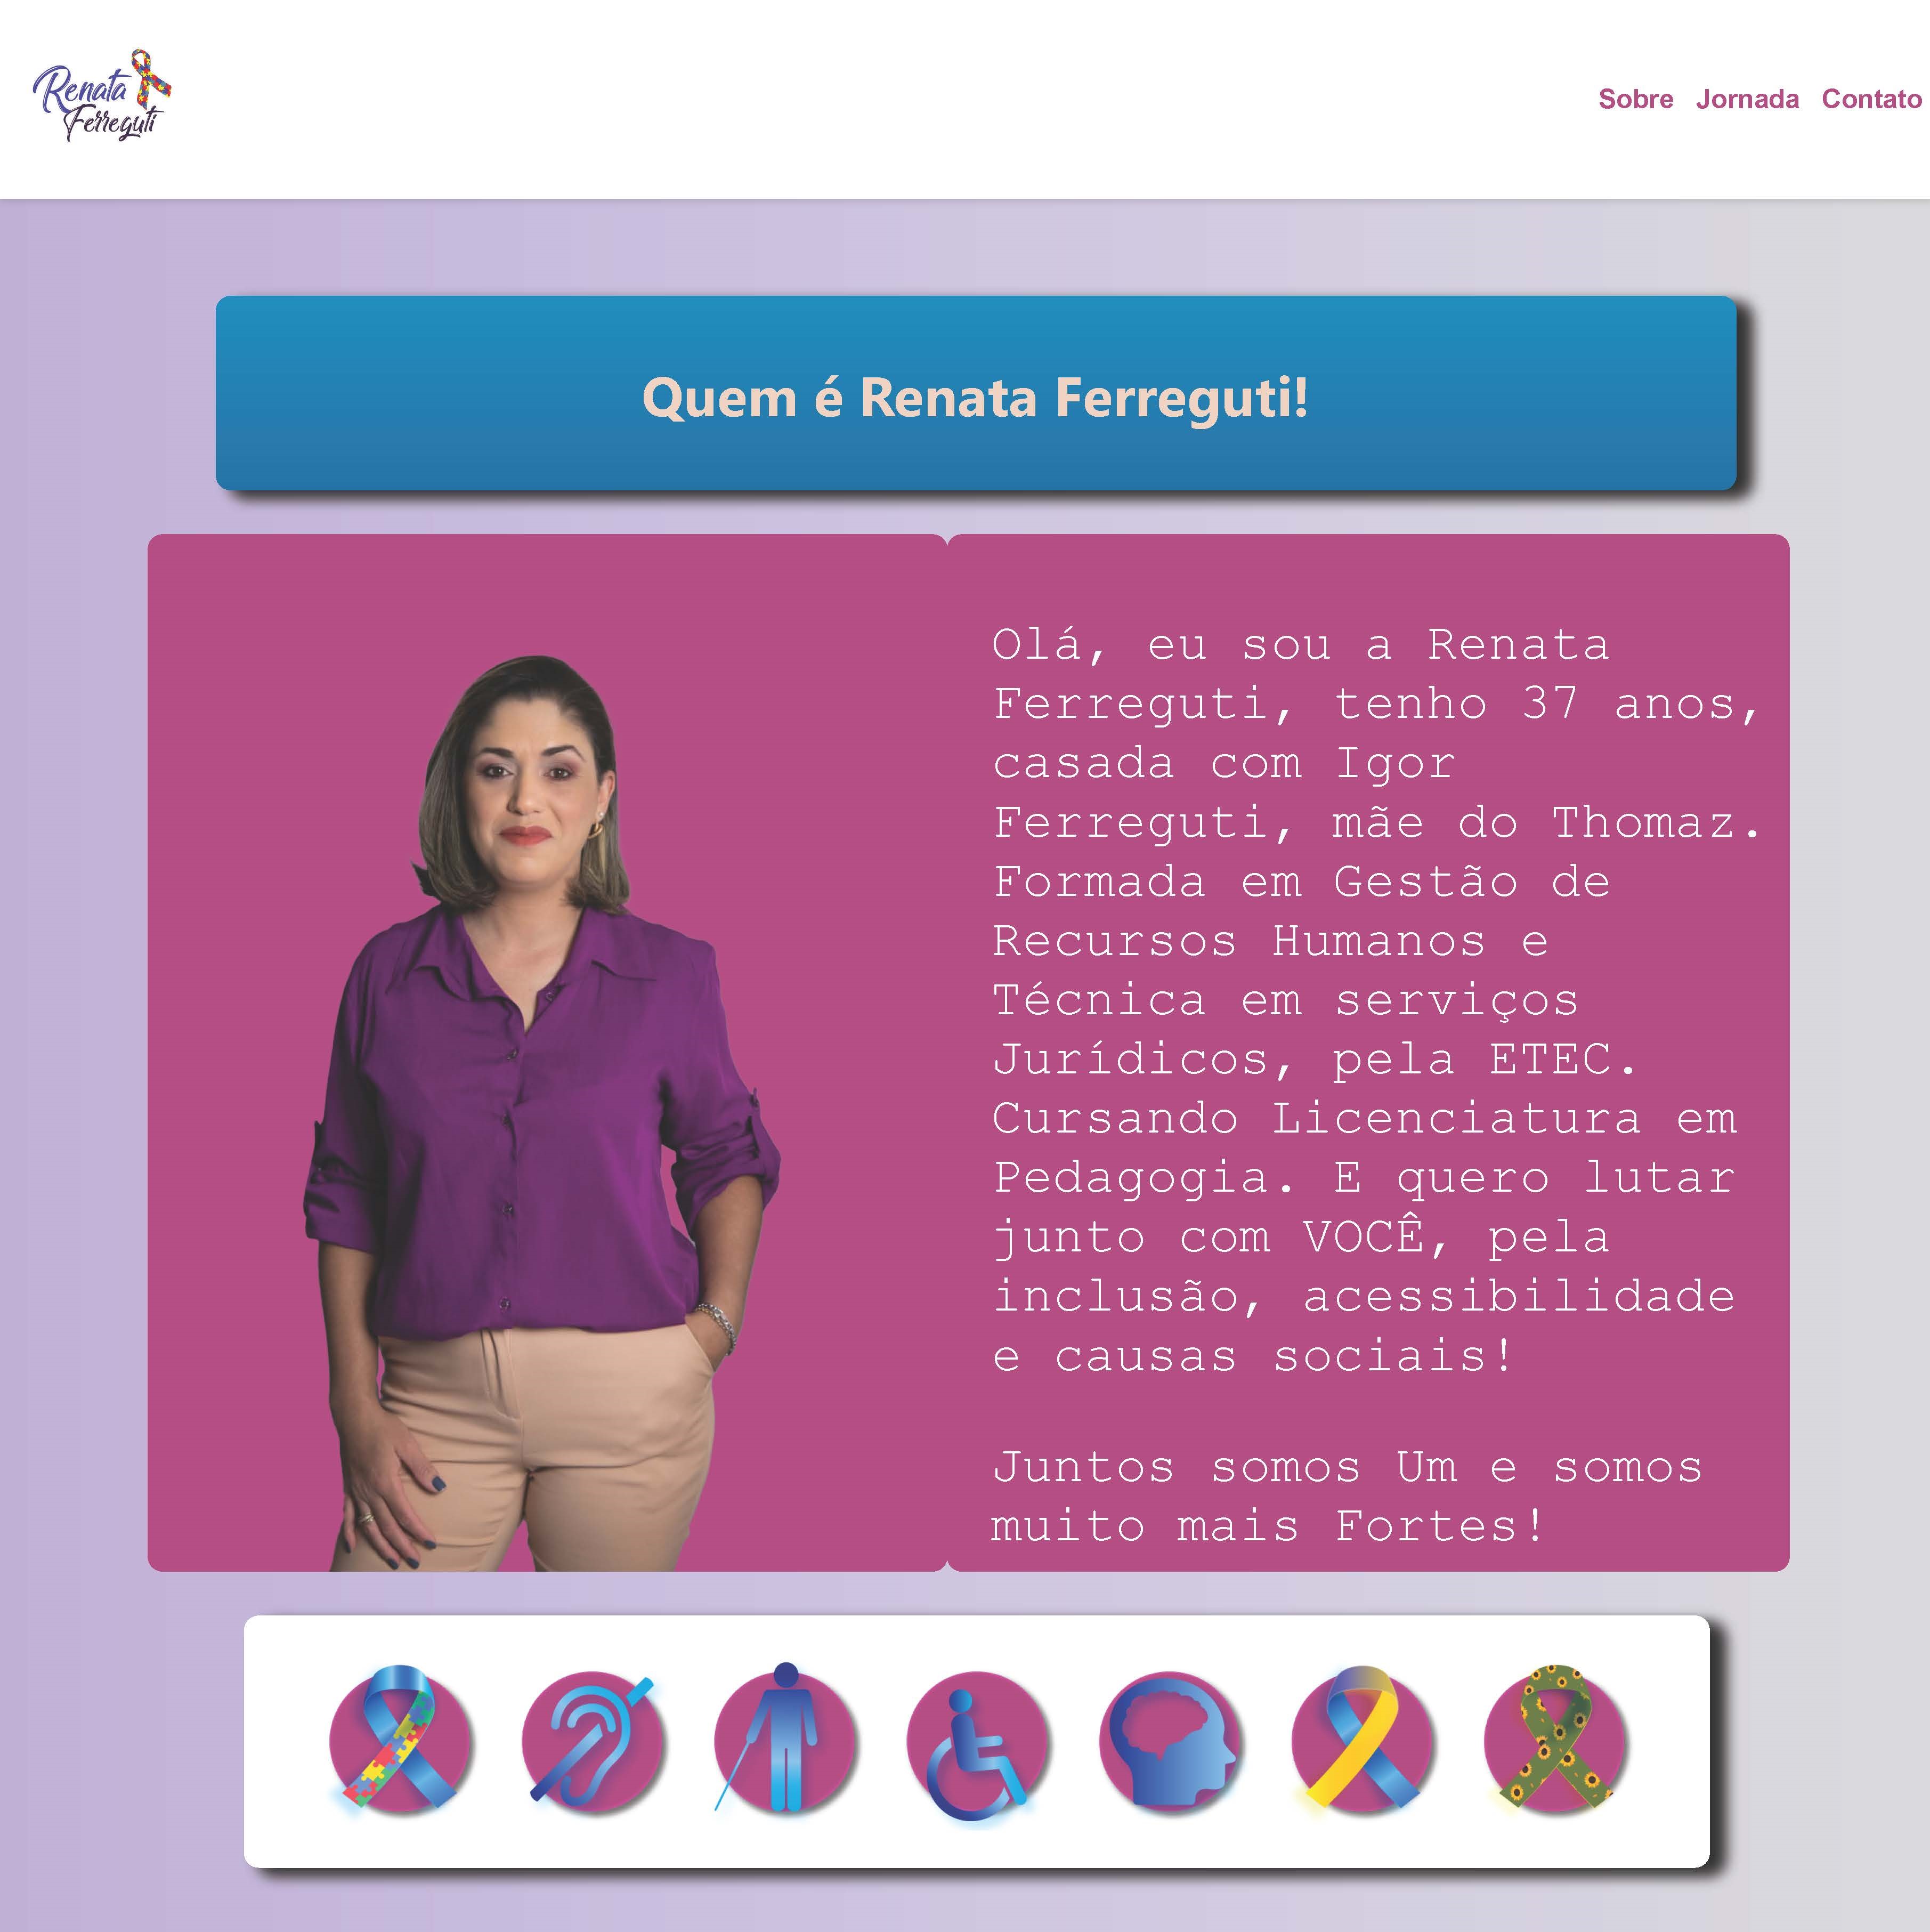 Renata
Ferreguti
Sobre Jornada Contato
Quem é Renata Ferreguti!
Olá, eu sou a Renata
Ferreguti, tenho 37 anos,
casada com Igor
Ferreguti, mãe do Thomaz.
Formada em Gestão de
Recursos Humanos e
Técnica em serviços
Jurídicos, pela ETEC.
Cursando Licenciatura em
Pedagogia. E quero lutar
junto com VOCÊ, pela
inclusão, acessibilidade
e causas sociais!
Juntos somos Um e somos
muito mais Fortes!